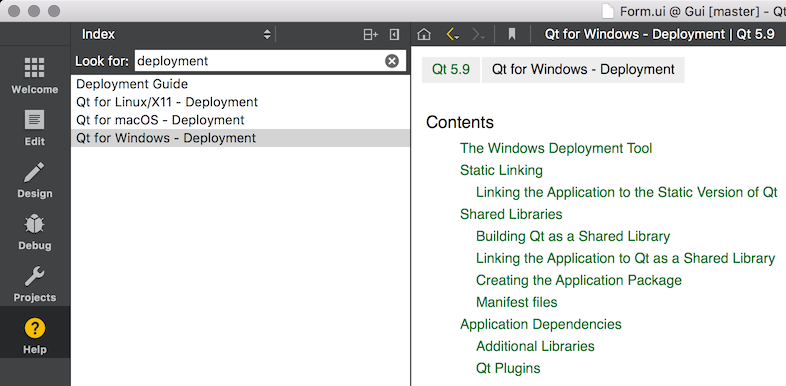 Form.ui @ Gui [master] - Qt
Index
Qt for Windows - Deployment | Qt 5.9
Look for: deployment
Welcome
Edit
Design
Debug
Projects
Help
Deployment Guide
Qt for Linux/X11 - Deployment
Qt for macOS - Deployment
Qt for Windows - Deployment
Qt 5.9 Qt for Windows - Deployment
Contents
The Windows Deployment Tool
Static Linking
Linking the Application to the Static Version of Qt
Shared Libraries
Building Qt as a Shared Library
Linking the Application to Qt as a Shared Library
Creating the Application Package
Manifest files
Application Dependencies
Additional Libraries
Qt Plugins